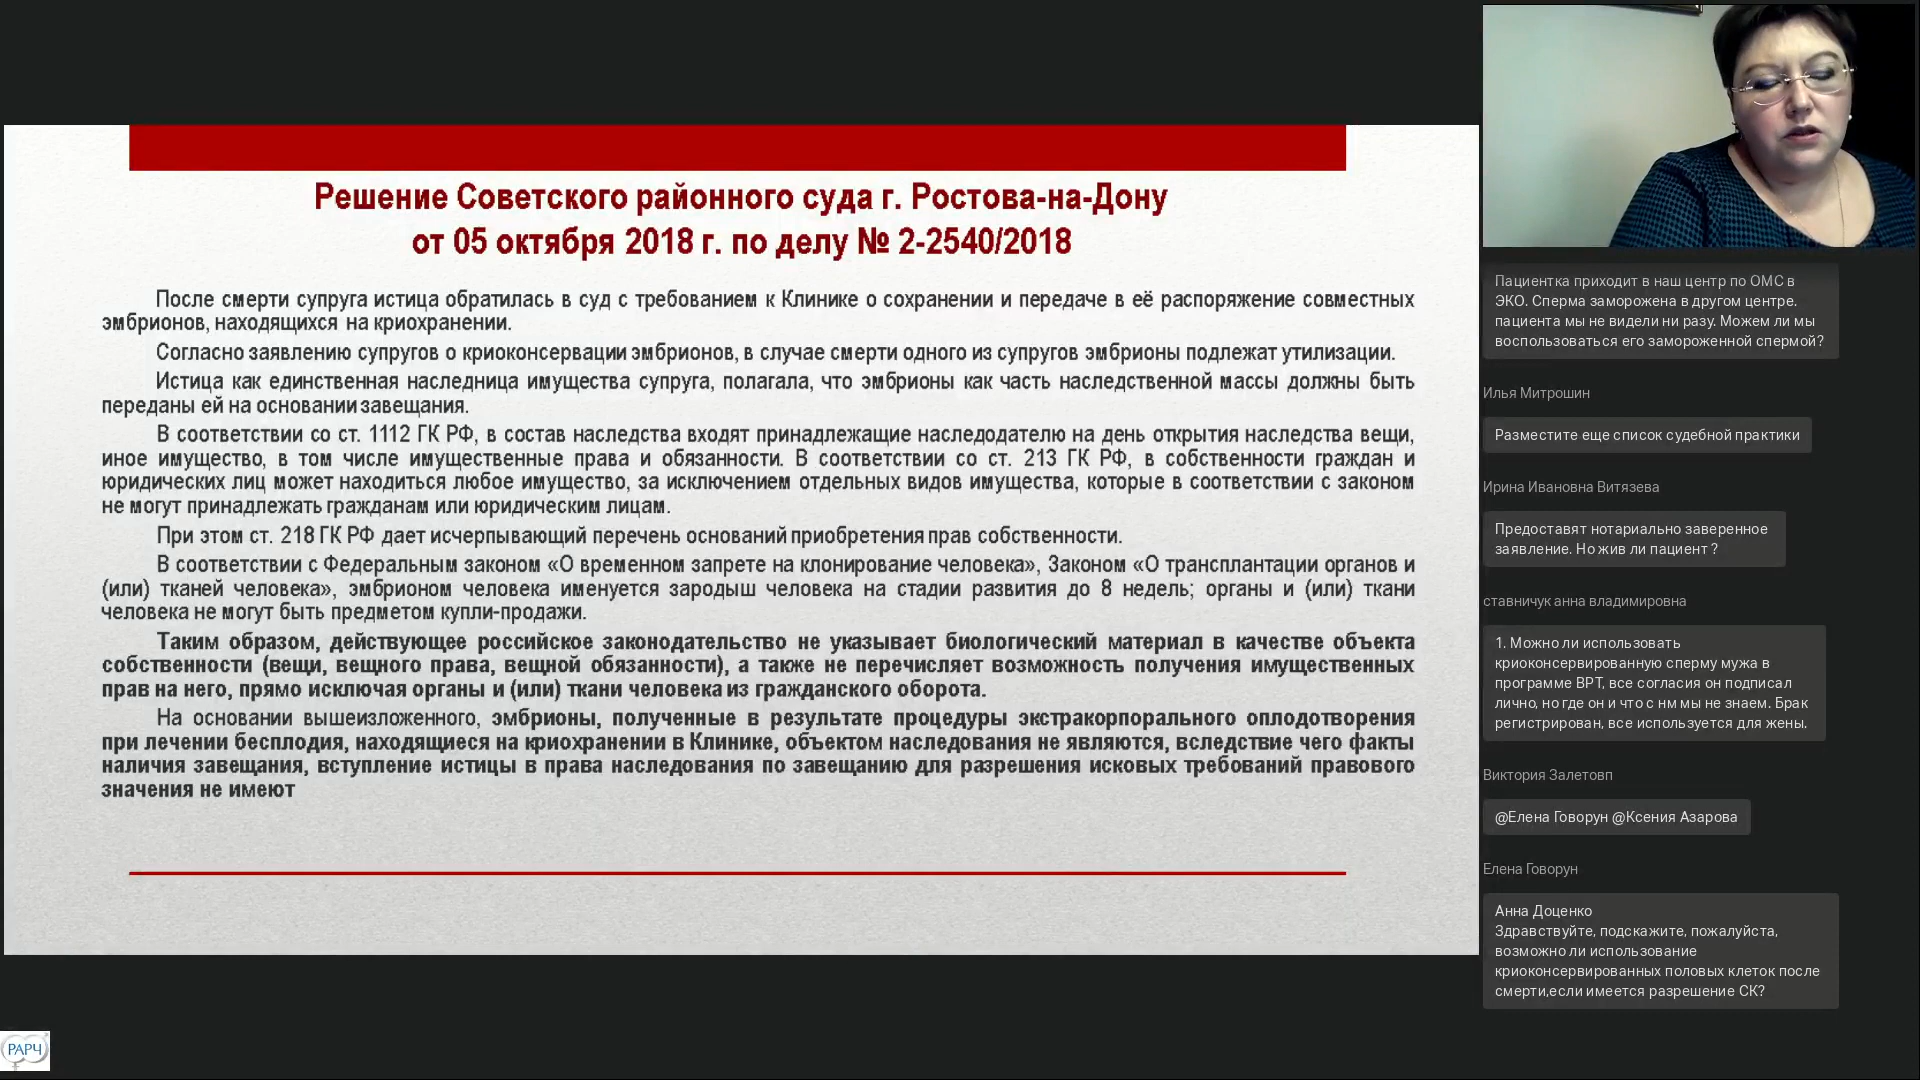 Решение Советского районного суда г. Ростова-на-Дону
от 05 октября 2018 г. по делу № 2-2540/2018
После смерти супруга истица обратилась в суд с требованием к Клинике о сохранении и передаче в её распоряжение совместных
эмбрионов, находящихся на криохранении.
Согласно заявлению супругов о криоконсервации эмбрионов, в случае смерти одного из супругов эмбрионы подлежат утилизации.
Истица как единственная наследница имущества супруга, полагала, что эмбрионы как часть наследственной массы должны быть
переданы ей на основании завещания.
В соответствии со ст. 1112 ГК РФ, в состав наследства входят принадлежащие наследодателю на день открытия наследства вещи,
иное имущество, в том числе имущественные права и обязанности. В соответствии со ст. 213 ГК РФ, в собственности граждан и
юридических лиц может находиться любое имущество, за исключением отдельных видов имущества, которые в соответствии с законом
не могут принадлежать гражданам или юридическим лицам.
При этом ст. 218 ГК РФ дает исчерпывающий перечень оснований приобретения прав собственности.
В соответствии с Федеральным законом «О временном запрете на клонирование человека», Законом «О трансплантации органов и
(или) тканей человека», эмбрионом человека именуется зародыш человека на стадии развития до 8 недель; органы и (или) ткани
человека не могут быть предметом купли-продажи.
Таким образом, действующее российское законодательство не указывает биологический материал в качестве объекта
собственности (вещи, вещного права, вещной обязанности), а также не перечисляет возможность получения имущественных
прав на него, прямо исключая органы и (или) ткани человека из гражданского оборота.
На основании вышеизложенного, эмбрионы, полученные в результате процедуры экстракорпорального оплодотворения
при лечении бесплодия, находящиеся на криохранении в Клинике, объектом наследования не являются, вследствие чего факты
наличия завещания, вступление истицы в права наследования по завещанию для разрешения исковых требований правового
значения не имеют
Пациентка приходит в наш центр по ОМС в
ЭКО. Сперма заморожена в другом центре.
пациента мы не видели ни разу. Можем ли мы
воспользоваться его замороженной спермой?
Илья Митрошин
Разместите еще список судебной практики
Ирина Ивановна Витязева
Предоставят нотариально заверенное
заявление. Но жив ли пациент ?
ставничук анна владимировна
1. Можно ли использовать
криоконсервированную сперму мужа в
программе ВРТ, все согласия он подписал
лично, но где он и что с нм мы не знаем. Брак
регистрирован, все используется для жены.
Виктория Залетовп
@Елена Говорун @Ксения Азарова
Елена Говорун
Анна Доценко
Здравствуйте, подскажите, пожалуйста,
возможно ли использование
криоконсервированных половых клеток после
смерти,если имеется разрешение СК?
РАРЧ